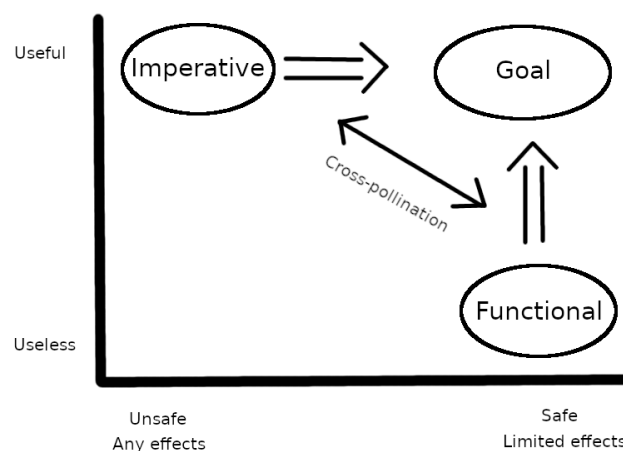 Useful
Imperative
Goal
Cross-pollination
Functional
Useless
Unsafe
Any effects
Safe
Limited effects